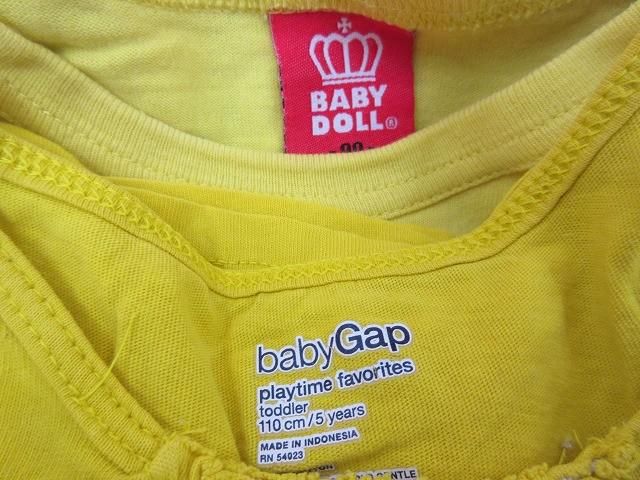 BABY
DOLL®
babyGap
playtime favorites
toddler
110 cm/5 years
MADE IN INDONESIA
RN 54023